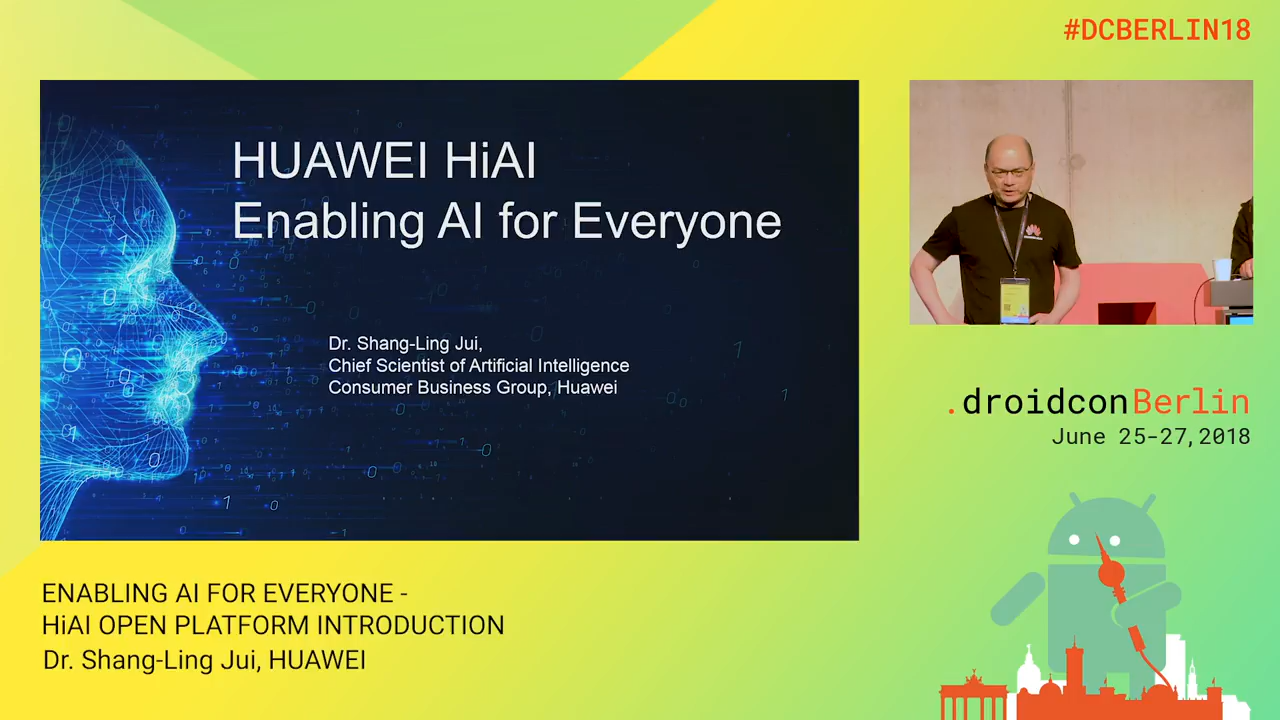 #DCBERLIN18
HUAWEI HiAI
Enabling AI for Everyone
Dr. Shang-Ling Jui,
Chief Scientist of Artificial Intelligence
Consumer Business Group, Huawei
.droidconBerlin
June 25-27,2018
ENABLING AI FOR EVERYONE -
HiAI OPEN PLATFORM INTRODUCTION
Dr. Shang-Ling Jui, HUAWEI